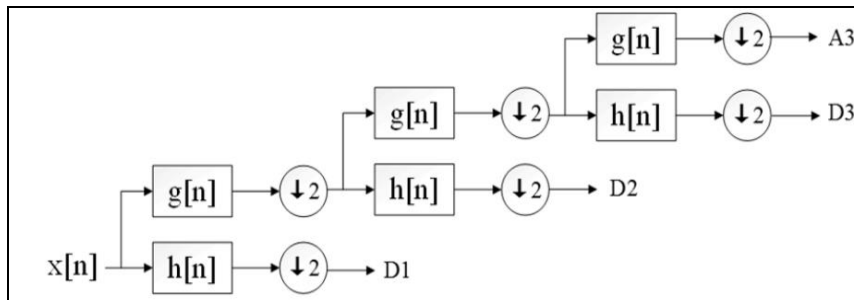 g[n] ↓2 A3
g[n] ↓2 h[n] ↓2 D3
g[n] ↓2 h[n] ↓2 D2
x[n] h[n] ↓2 D1